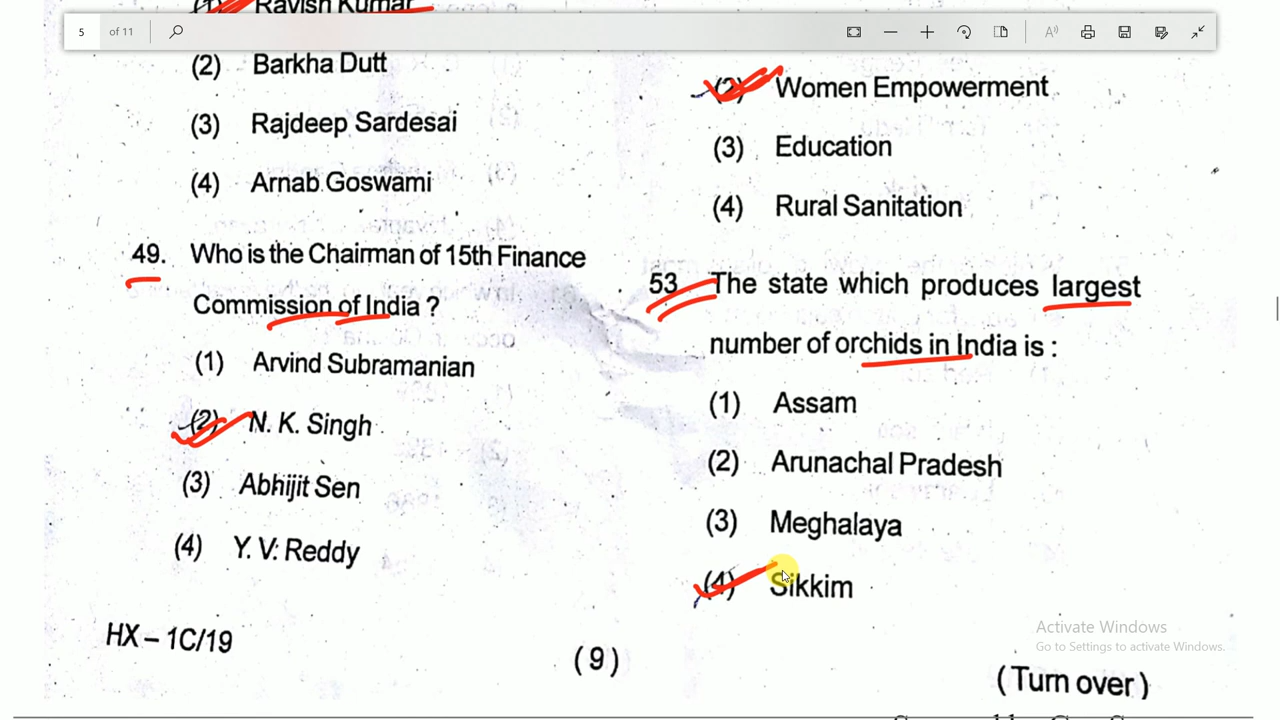 5 of 11
(1) Ravish Kumar
(2) Barkha Dutt
(3) Rajdeep Sardesai
(4) Arnab Goswami
49. Who is the Chairman of 15th Finance
Commission of India ?
(1) Arvind Subramanian
(2) N. K. Singh
(3) Abhijit Sen
(4) Y. V. Reddy
HX – 1C/19
(9)
(2) Women Empowerment
(3) Education
(4) Rural Sanitation
53 The state which produces largest
number of orchids in India is :
(1) Assam
(2) Arunachal Pradesh
(3) Meghalaya
(4) Sikkim
(Turn over)
Activate Windows
Go to Settings to activate Windows.